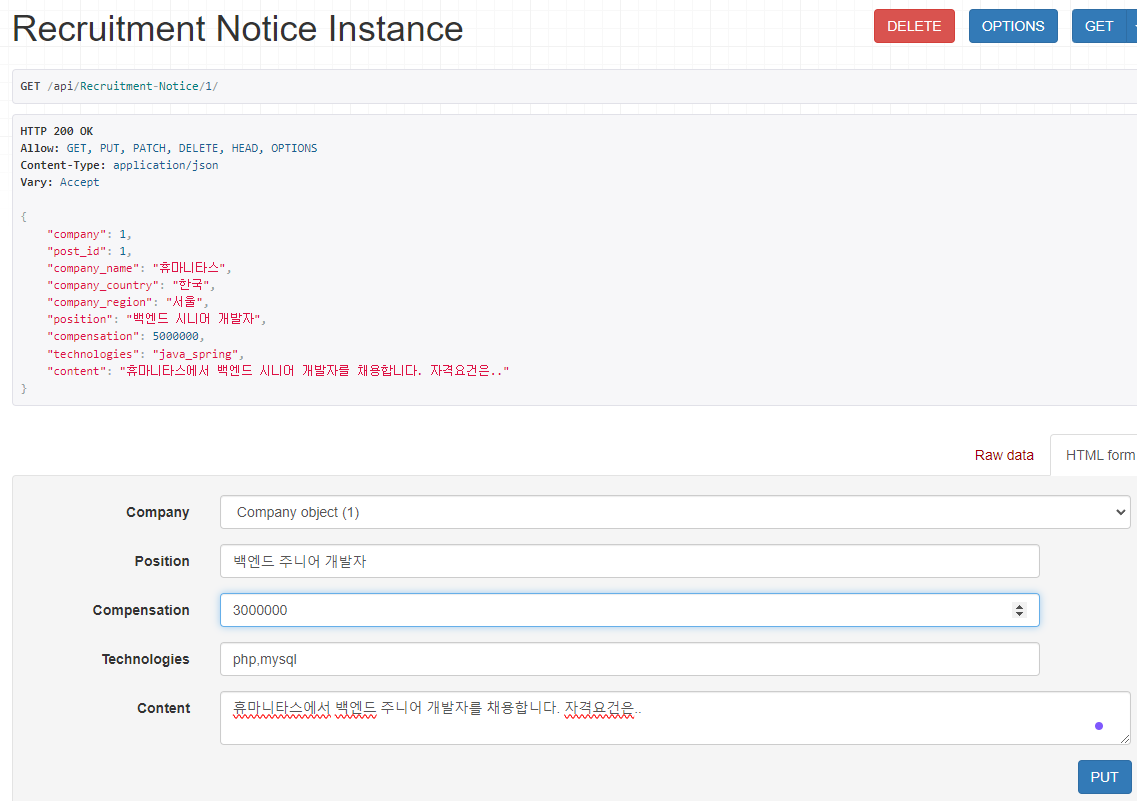 Recruitment Notice Instance
DELETE OPTIONS GET
GET /api/Recruitment-Notice/1/
HTTP 200 OK
Allow: GET, PUT, PATCH, DELETE, HEAD, OPTIONS
Content-Type: application/json
Vary: Accept
{
"company": 1,
"post_id": 1,
"company_name": "휴마니타스",
"company_country": "한국",
"company_region": "서울",
"position": "백엔드 시니어 개발자",
"compensation": 5000000,
"technologies": "java_spring",
"content": "휴마니타스에서 백엔드 시니어 개발자를 채용합니다. 자격요건은.."
}
Raw data HTML form
Company Company object (1)
Position 백엔드 주니어 개발자
Compensation 3000000
Technologies php,mysql
Content 휴마니타스에서 백엔드 주니어 개발자를 채용합니다. 자격요건은..
PUT